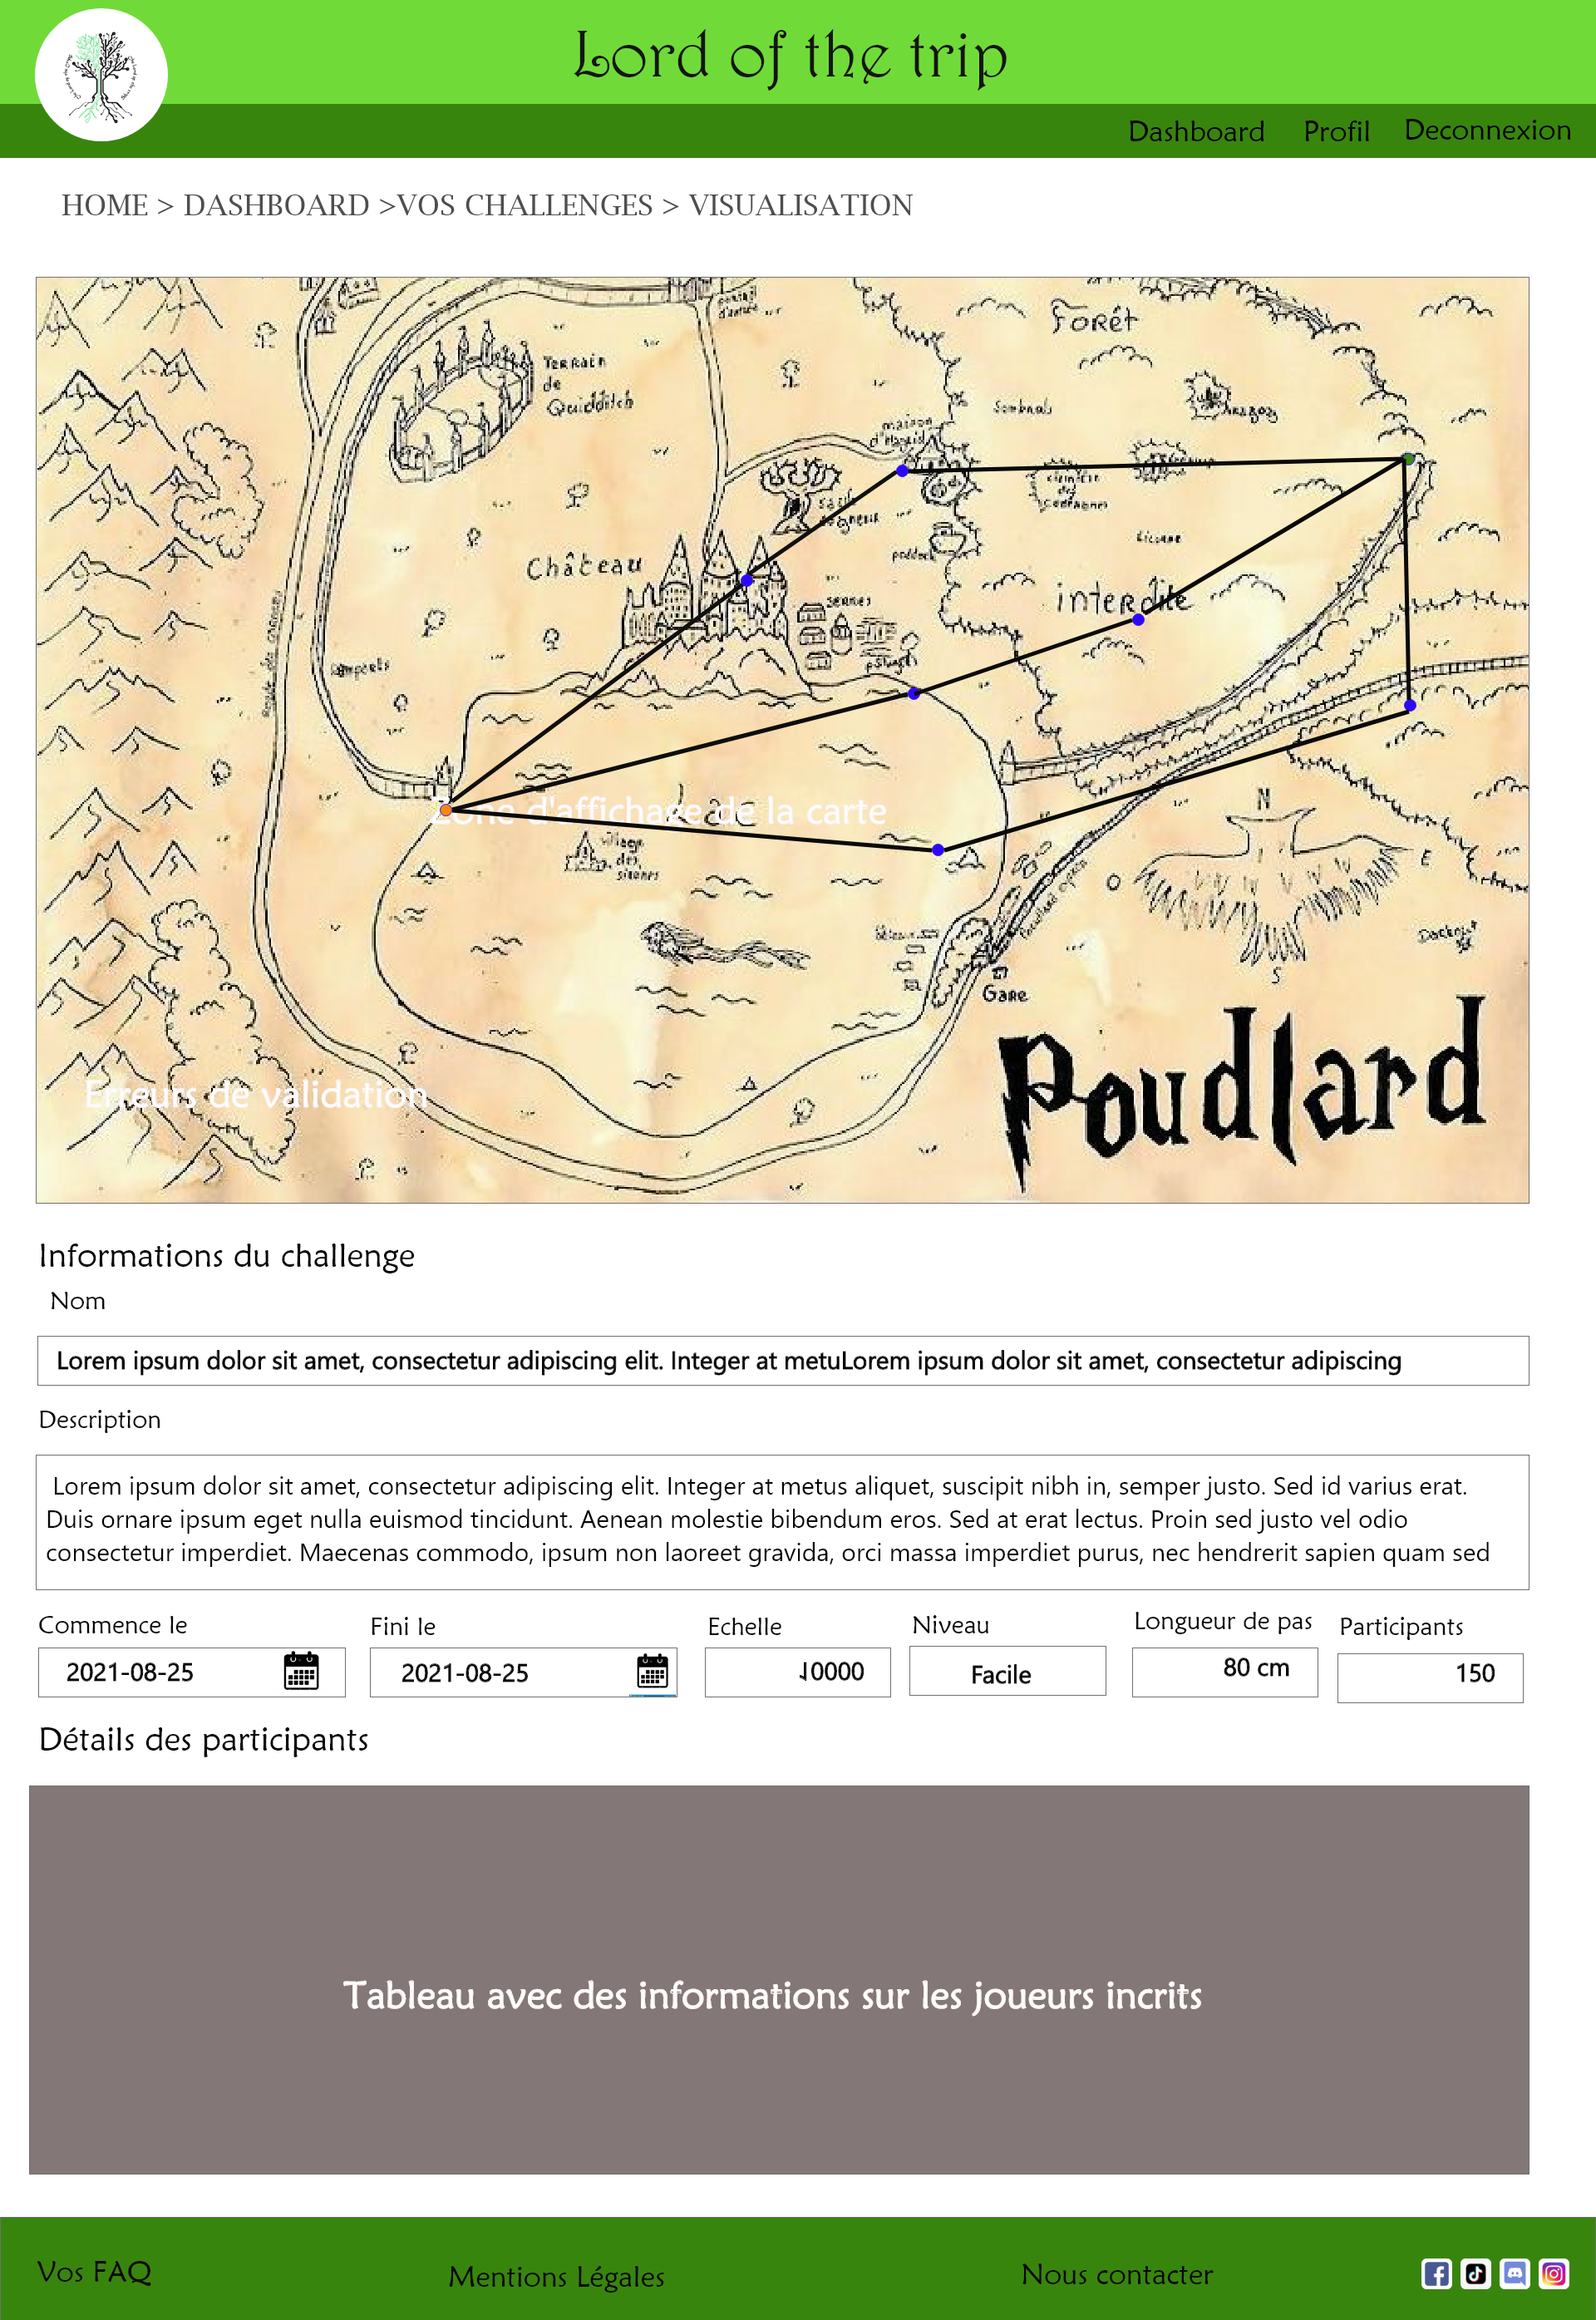 Lord of the trip
Dashboard Profil Deconnexion
HOME > DASHBOARD >VOS CHALLENGES > VISUALISATION
Forêt
Terrain
de
Quidditch
maison
d'Hagrid
Sombrals
Aragog
Château
serres
interdite
Remparts
Zone d'affichage de la carte
Lac
village
des
sirènes
N
E
O
S
Gare
Poudlard
Erreurs de validation
Informations du challenge
Nom
Lorem ipsum dolor sit amet, consectetur adipiscing elit. Integer at metuLorem ipsum dolor sit amet, consectetur adipiscing
Description
Lorem ipsum dolor sit amet, consectetur adipiscing elit. Integer at metus aliquet, suscipit nibh in, semper justo. Sed id varius erat.
Duis ornare ipsum eget nulla euismod tincidunt. Aenean molestie bibendum eros. Sed at erat lectus. Proin sed justo vel odio
consectetur imperdiet. Maecenas commodo, ipsum non laoreet gravida, orci massa imperdiet purus, nec hendrerit sapien quam sed
Commence le Fini le Echelle Niveau Longueur de pas Participants
2021-08-25 2021-08-25 10000 Facile 80 cm 150
Détails des participants
Tableau avec des informations sur les joueurs incrits
Vos FAQ Mentions Légales Nous contacter